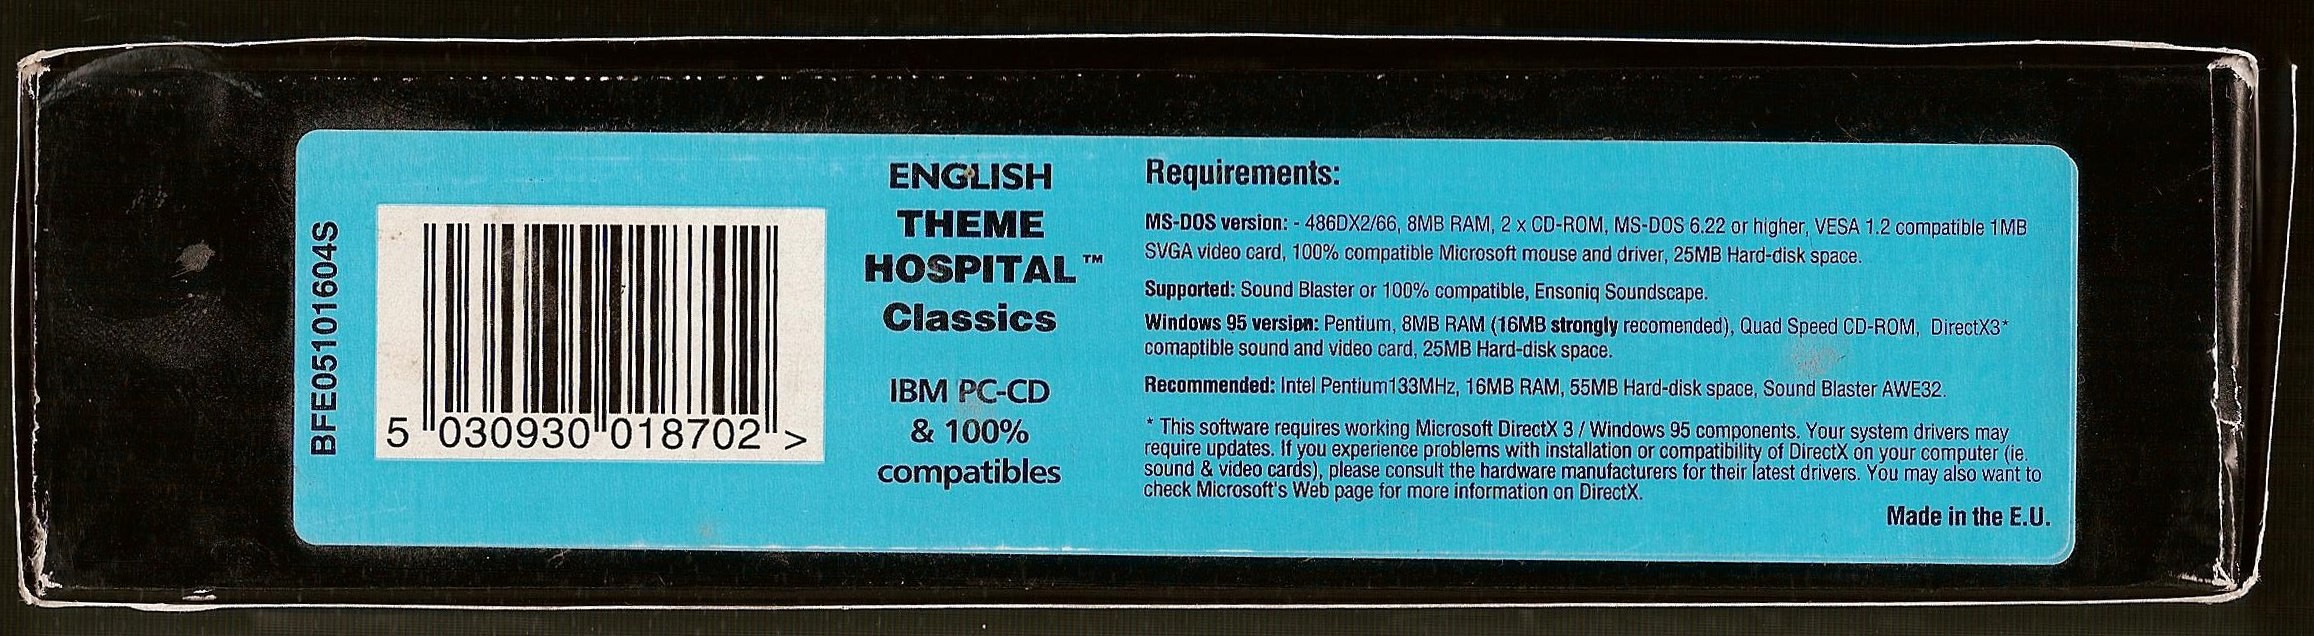 BFE05101604S
5 030930 018702 >
ENGLISH
THEME
HOSPITAL™
Classics
IBM PC-CD
& 100%
compatibles
Requirements:
MS-DOS version: - 486DX2/66, 8MB RAM, 2 x CD-ROM, MS-DOS 6.22 or higher, VESA 1.2 compatible 1MB
SVGA video card, 100% compatible Microsoft mouse and driver, 25MB Hard-disk space.
Supported: Sound Blaster or 100% compatible, Ensoniq Soundscape.
Windows 95 version: Pentium, 8MB RAM (16MB strongly recomended), Quad Speed CD-ROM, DirectX3*
comaptible sound and video card, 25MB Hard-disk space.
Recommended: Intel Pentium133MHz, 16MB RAM, 55MB Hard-disk space, Sound Blaster AWE32.
* This software requires working Microsoft DirectX 3 / Windows 95 components. Your system drivers may
require updates. If you experience problems with installation or compatibility of DirectX on your computer (ie.
sound & video cards), please consult the hardware manufacturers for their latest drivers. You may also want to
check Microsoft's Web page for more information on DirectX.
Made in the E.U.